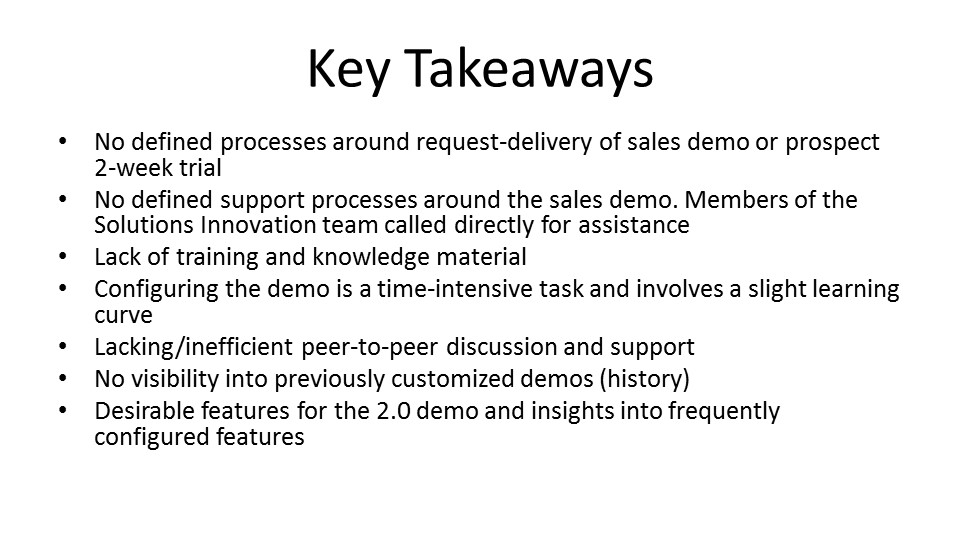 Key Takeaways
• No defined processes around request-delivery of sales demo or prospect
2-week trial
• No defined support processes around the sales demo. Members of the
Solutions Innovation team called directly for assistance
• Lack of training and knowledge material
• Configuring the demo is a time-intensive task and involves a slight learning
curve
• Lacking/inefficient peer-to-peer discussion and support
• No visibility into previously customized demos (history)
• Desirable features for the 2.0 demo and insights into frequently
configured features